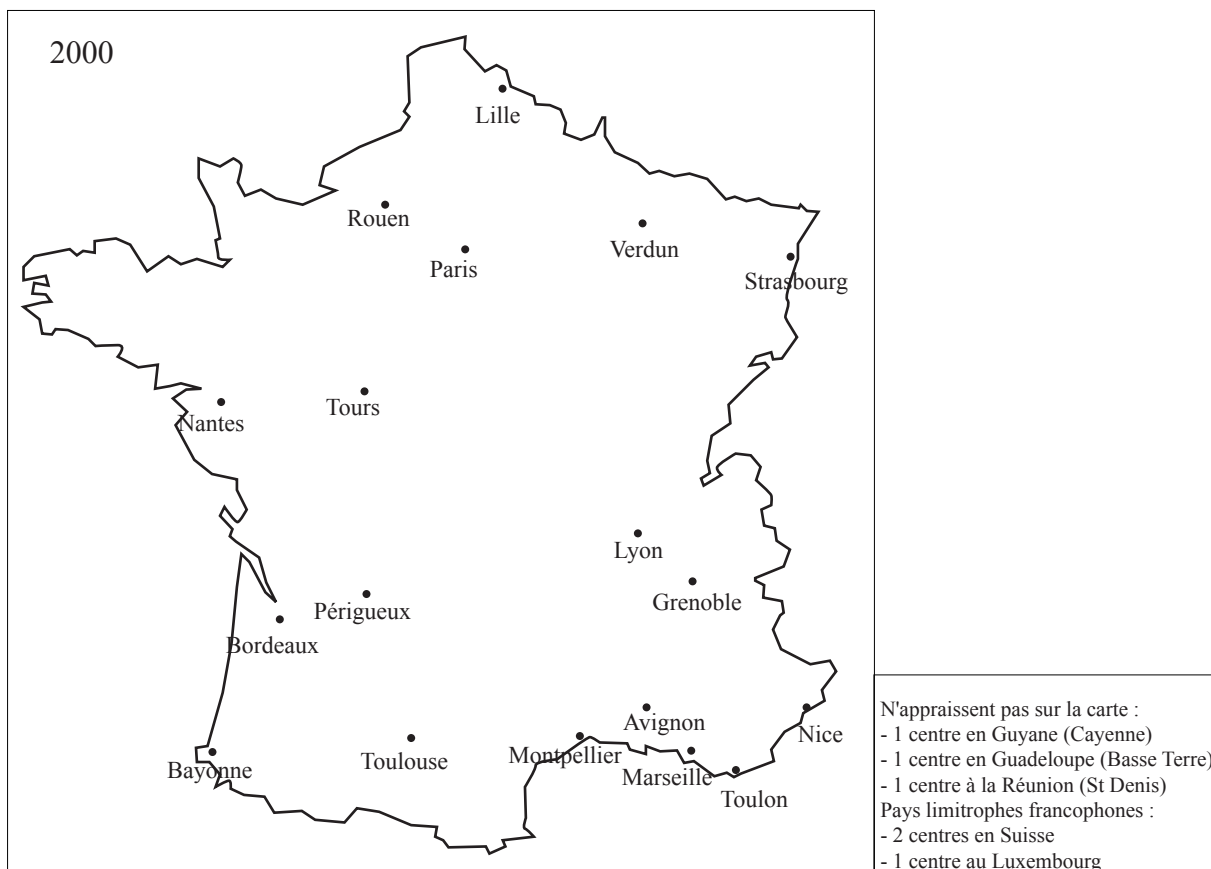 2000
Lille
Rouen
Verdun
Paris
Strasbourg
Tours
Nantes
Lyon
Grenoble
Périgueux
Bordeaux
Avignon
Nice
Montpellier
Toulouse
Marseille
Bayonne
Toulon
N'appraissent pas sur la carte :
- 1 centre en Guyane (Cayenne)
- 1 centre en Guadeloupe (Basse Terre)
- 1 centre à la Réunion (St Denis)
Pays limitrophes francophones :
- 2 centres en Suisse
- 1 centre au Luxembourg